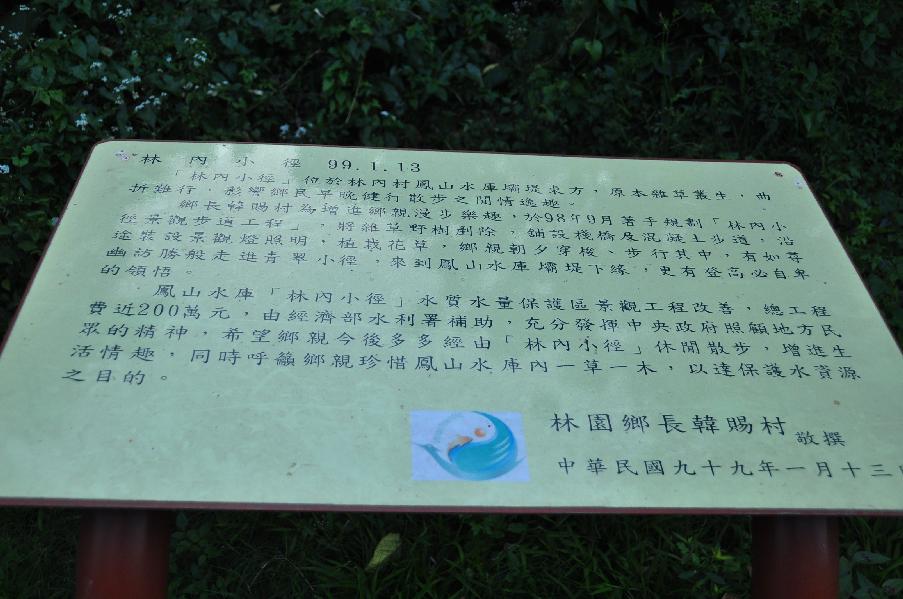 林內小徑 99.1.13
「林內小徑」位於林內村鳳山水庫壩堤東方，原本雜草叢生、曲
折難行，影響鄉民早晚健行散步之閒情逸趣。
鄉長韓賜村為增進鄉親漫步樂趣，於98年9月著手規劃「林內小
徑景觀步道工程」，將雜草野樹剷除，舖設棧橋及混凝土步道，沿
途裝設景觀燈照明，植栽花草，鄉親朝夕穿梭、步行其中，有如尋
幽訪勝般走進青翠小徑，來到鳳山水庫壩堤下緣，更有登高必自卑
的領悟。
鳳山水庫「林內小徑」水質水量保護區景觀工程改善，總工程
費近200萬元，由經濟部水利署補助，充分發揮中央政府照顧地方民
眾的精神，希望鄉親今後多多經由「林內小徑」休閒散步，增進生
活情趣，同時呼籲鄉親珍惜鳳山水庫內一草一木，以達保護水資源
之目的。
林園鄉長韓賜村 敬撰
中華民國九十九年一月十三